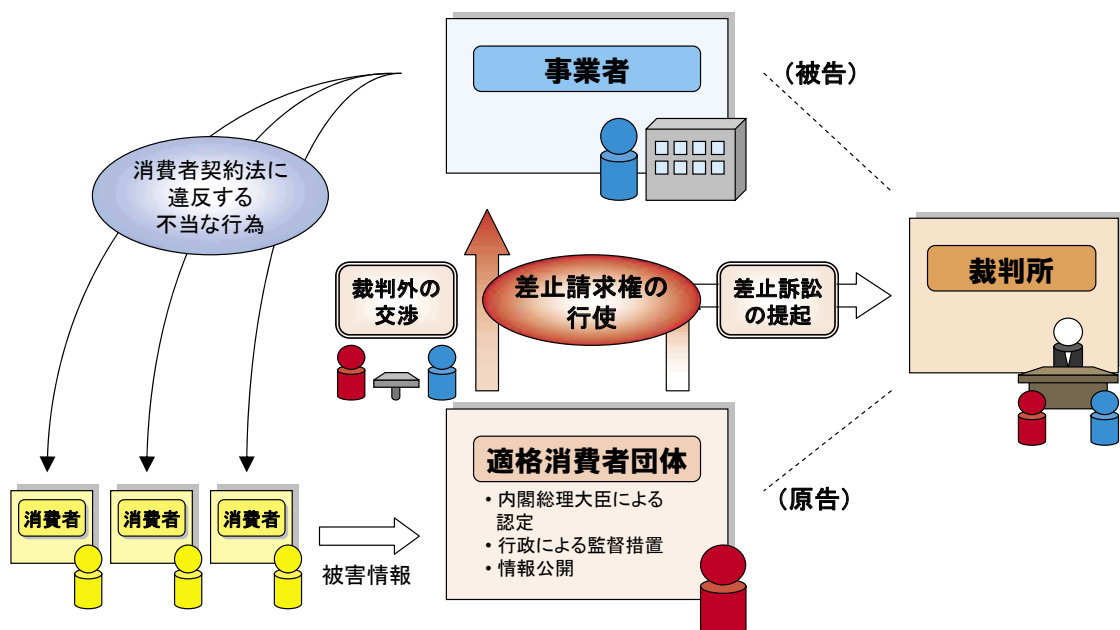 事業者
（被告）
消費者契約法に
違反する
不当な行為
裁判外の
交渉
差止請求権の
行使
差止訴訟
の提起
裁判所
適格消費者団体
・内閣総理大臣による
認定
・行政による監督措置
・情報公開
（原告）
消費者
消費者
消費者
被害情報